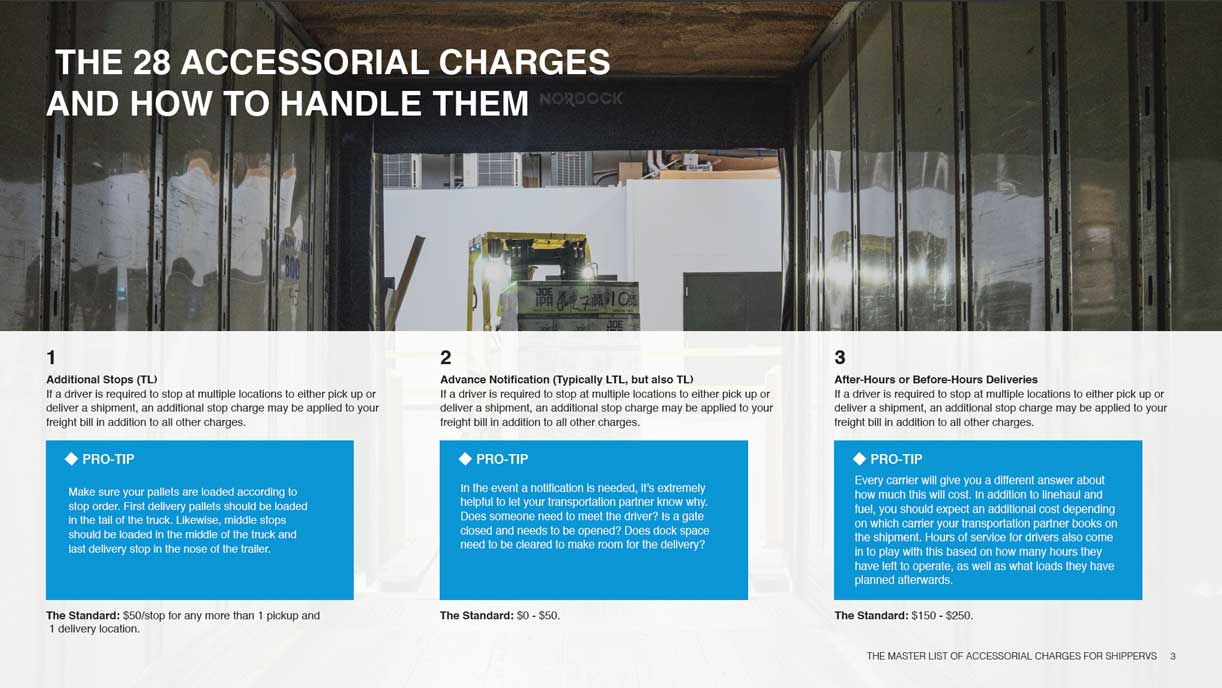 THE 28 ACCESSORIAL CHARGES
AND HOW TO HANDLE THEM
NORDOCK
JOE
IPA
JOE
1
Additional Stops (TL)
If a driver is required to stop at multiple locations to either pick up or
deliver a shipment, an additional stop charge may be applied to your
freight bill in addition to all other charges.
PRO-TIP
Make sure your pallets are loaded according to
stop order. First delivery pallets should be loaded
in the tail of the truck. Likewise, middle stops
should be loaded in the middle of the truck and
last delivery stop in the nose of the trailer.
The Standard: $50/stop for any more than 1 pickup and
1 delivery location.
2
Advance Notification (Typically LTL, but also TL)
If a driver is required to stop at multiple locations to either pick up or
deliver a shipment, an additional stop charge may be applied to your
freight bill in addition to all other charges.
PRO-TIP
In the event a notification is needed, it’s extremely
helpful to let your transportation partner know why.
Does someone need to meet the driver? Is a gate
closed and needs to be opened? Does dock space
need to be cleared to make room for the delivery?
The Standard: $0 - $50.
3
After-Hours or Before-Hours Deliveries
If a driver is required to stop at multiple locations to either pick up or
deliver a shipment, an additional stop charge may be applied to your
freight bill in addition to all other charges.
PRO-TIP
Every carrier will give you a different answer about
how much this will cost. In addition to linehaul and
fuel, you should expect an additional cost depending
on which carrier your transportation partner books on
the shipment. Hours of service for drivers also come
in to play with this based on how many hours they
have left to operate, as well as what loads they have
planned afterwards.
The Standard: $150 - $250.
THE MASTER LIST OF ACCESSORIAL CHARGES FOR SHIPPERVS 3